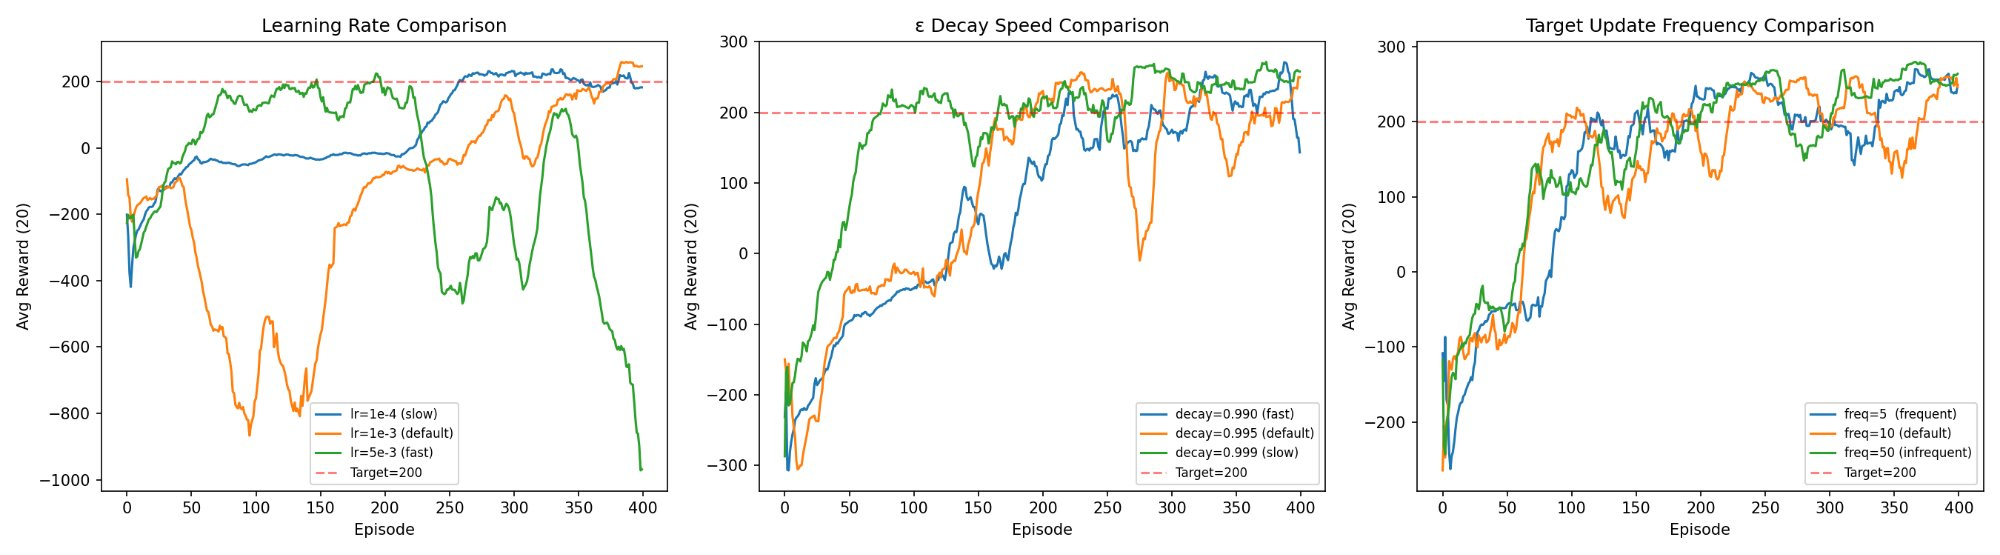 Learning Rate Comparison
200
0
−200
−400
−600
−800
−1000
Avg Reward (20)
lr=1e-4 (slow)
lr=1e-3 (default)
lr=5e-3 (fast)
Target=200
0 50 100 150 200 250 300 350 400
Episode
ε Decay Speed Comparison
300
200
100
0
−100
−200
−300
Avg Reward (20)
decay=0.990 (fast)
decay=0.995 (default)
decay=0.999 (slow)
Target=200
0 50 100 150 200 250 300 350 400
Episode
Target Update Frequency Comparison
300
200
100
0
−100
−200
Avg Reward (20)
freq=5 (frequent)
freq=10 (default)
freq=50 (infrequent)
Target=200
0 50 100 150 200 250 300 350 400
Episode